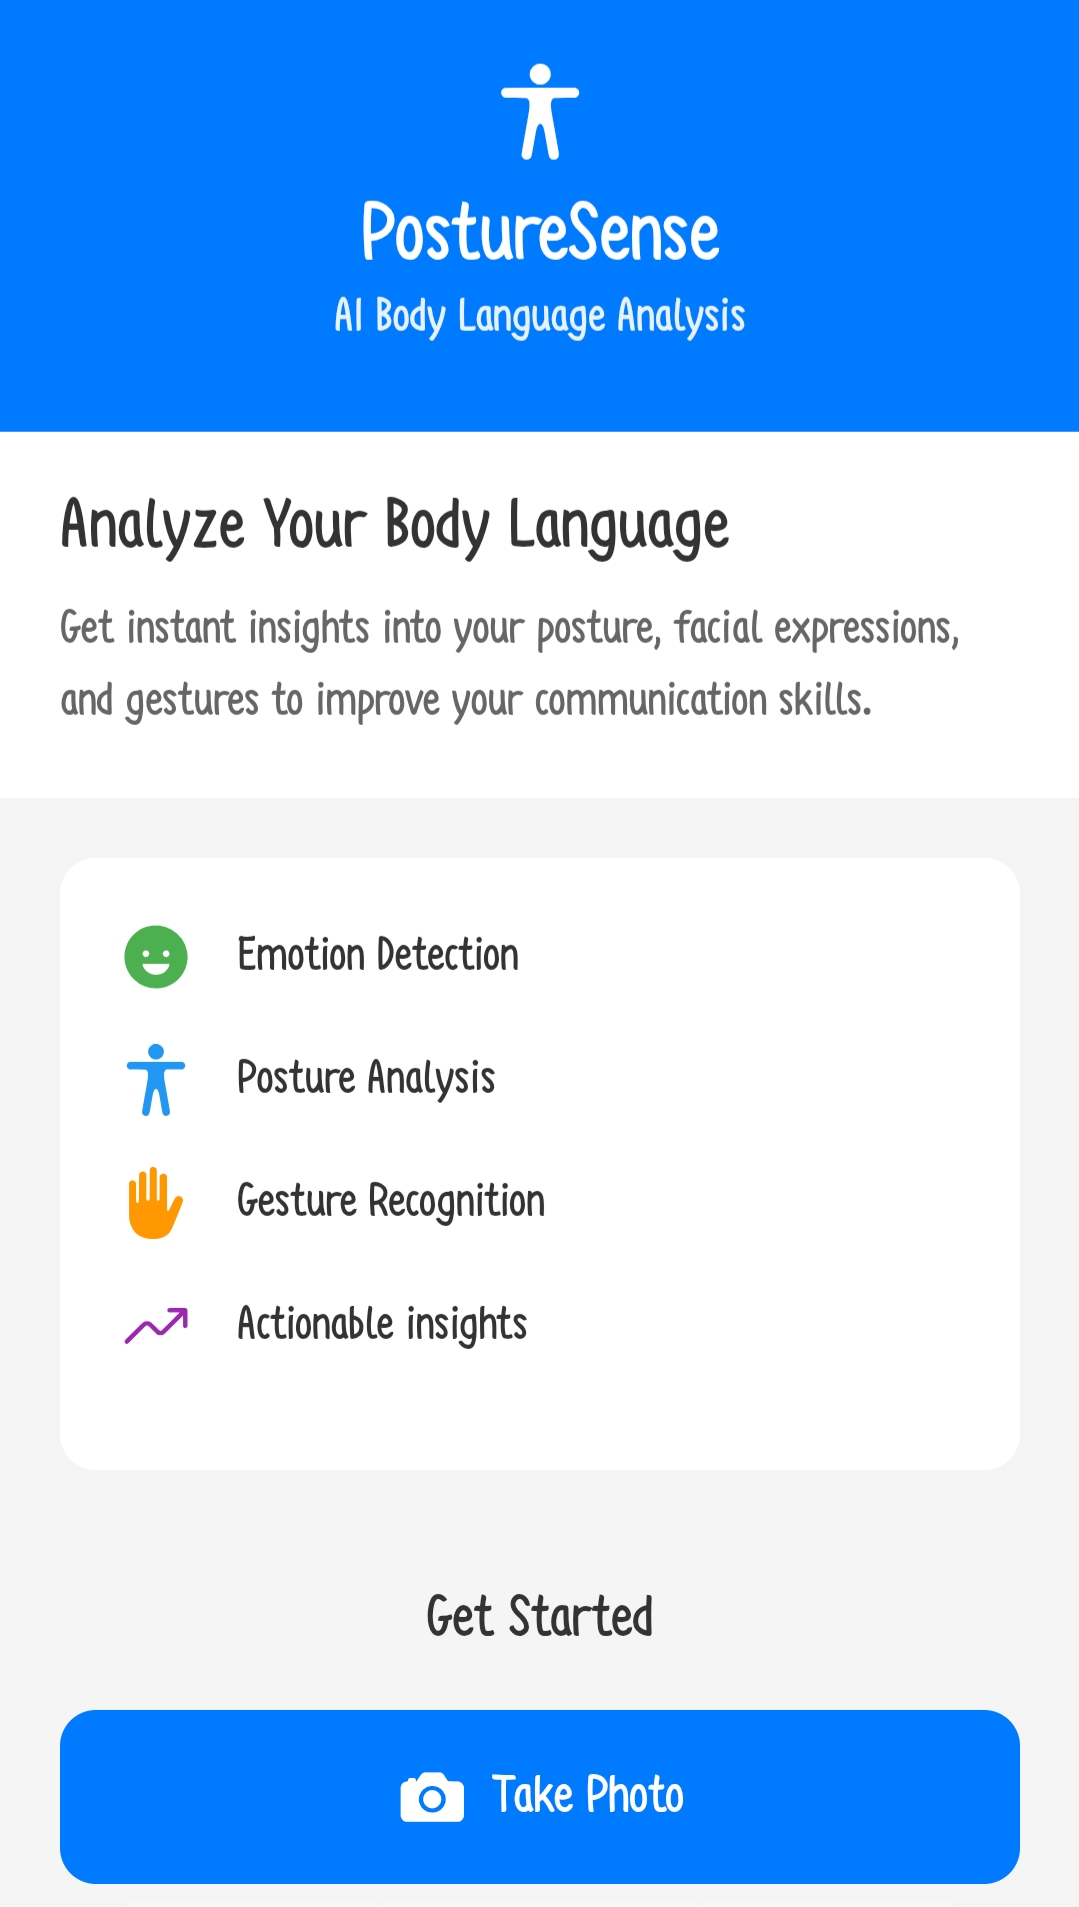 PostureSense
AI Body Language Analysis
Analyze Your Body Language
Get instant insights into your posture, facial expressions,
and gestures to improve your communication skills.
Emotion Detection
Posture Analysis
Gesture Recognition
Actionable insights
Get Started
Take Photo